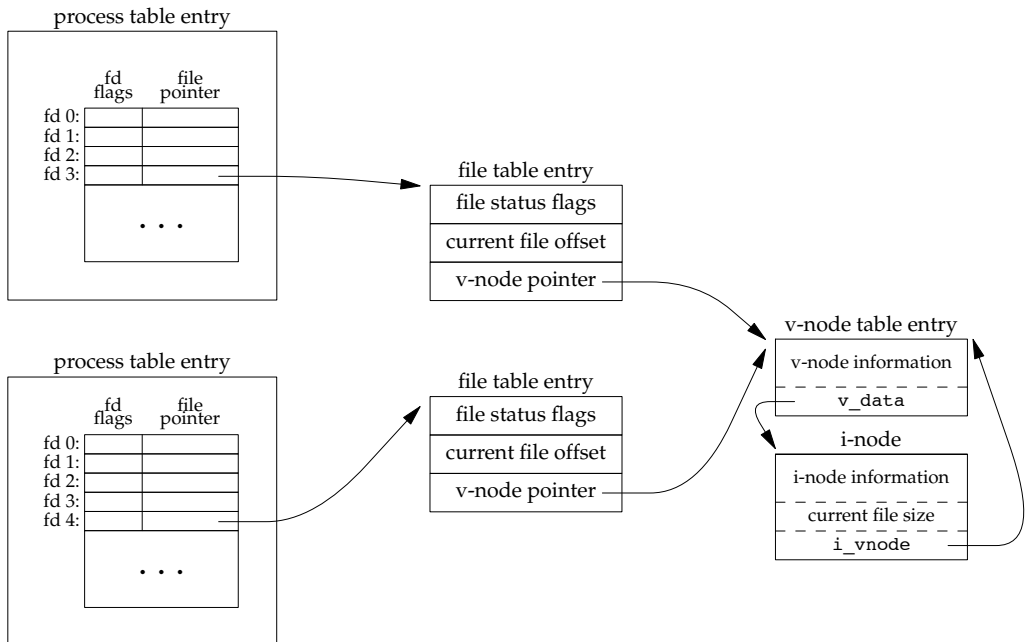 process table entry
fd
flags
file
pointer
fd 0:
fd 1:
fd 2:
fd 3:
. . .
file table entry
file status flags
current file offset
v-node pointer
v-node table entry
v-node information
v_data
i-node
i-node information
current file size
i_vnode
process table entry
fd
flags
file
pointer
fd 0:
fd 1:
fd 2:
fd 3:
fd 4:
. . .
file table entry
file status flags
current file offset
v-node pointer